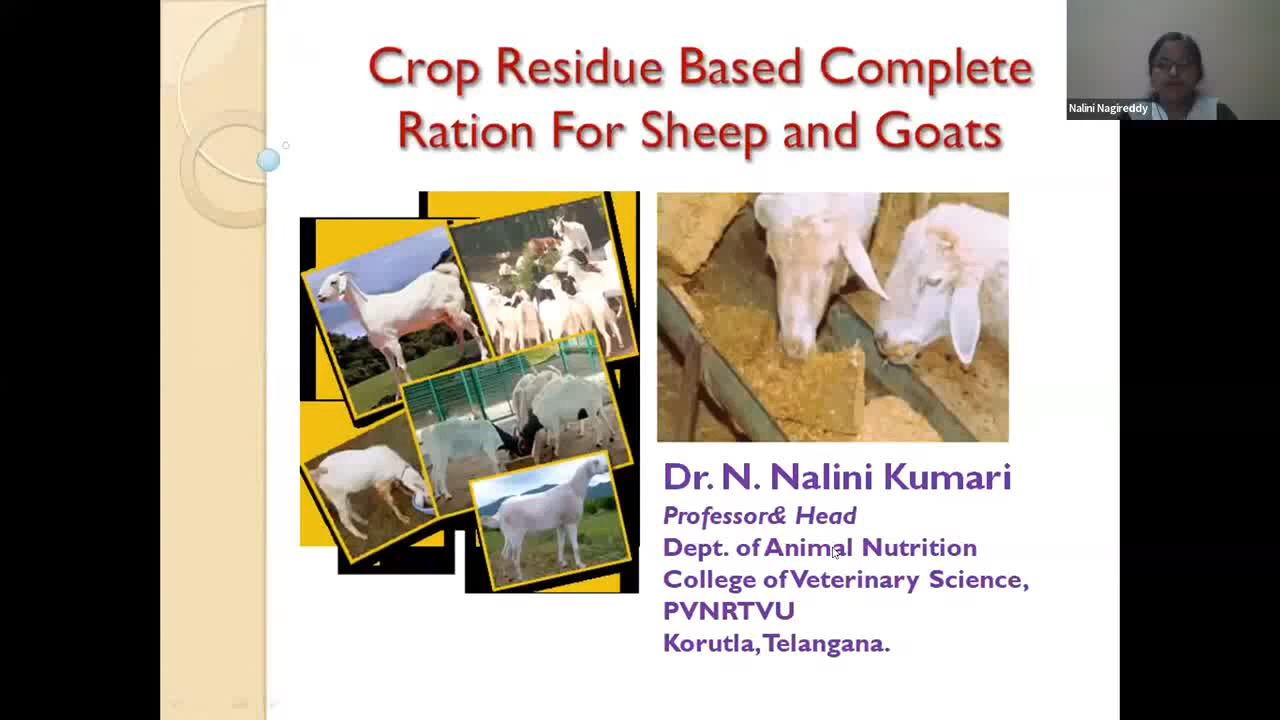 Crop Residue Based Complete
Ration For Sheep and Goats
Nalini Nagireddy
Dr. N. Nalini Kumari
Professor& Head
Dept. of Animal Nutrition
College of Veterinary Science,
PVNRTVU
Korutla, Telangana.